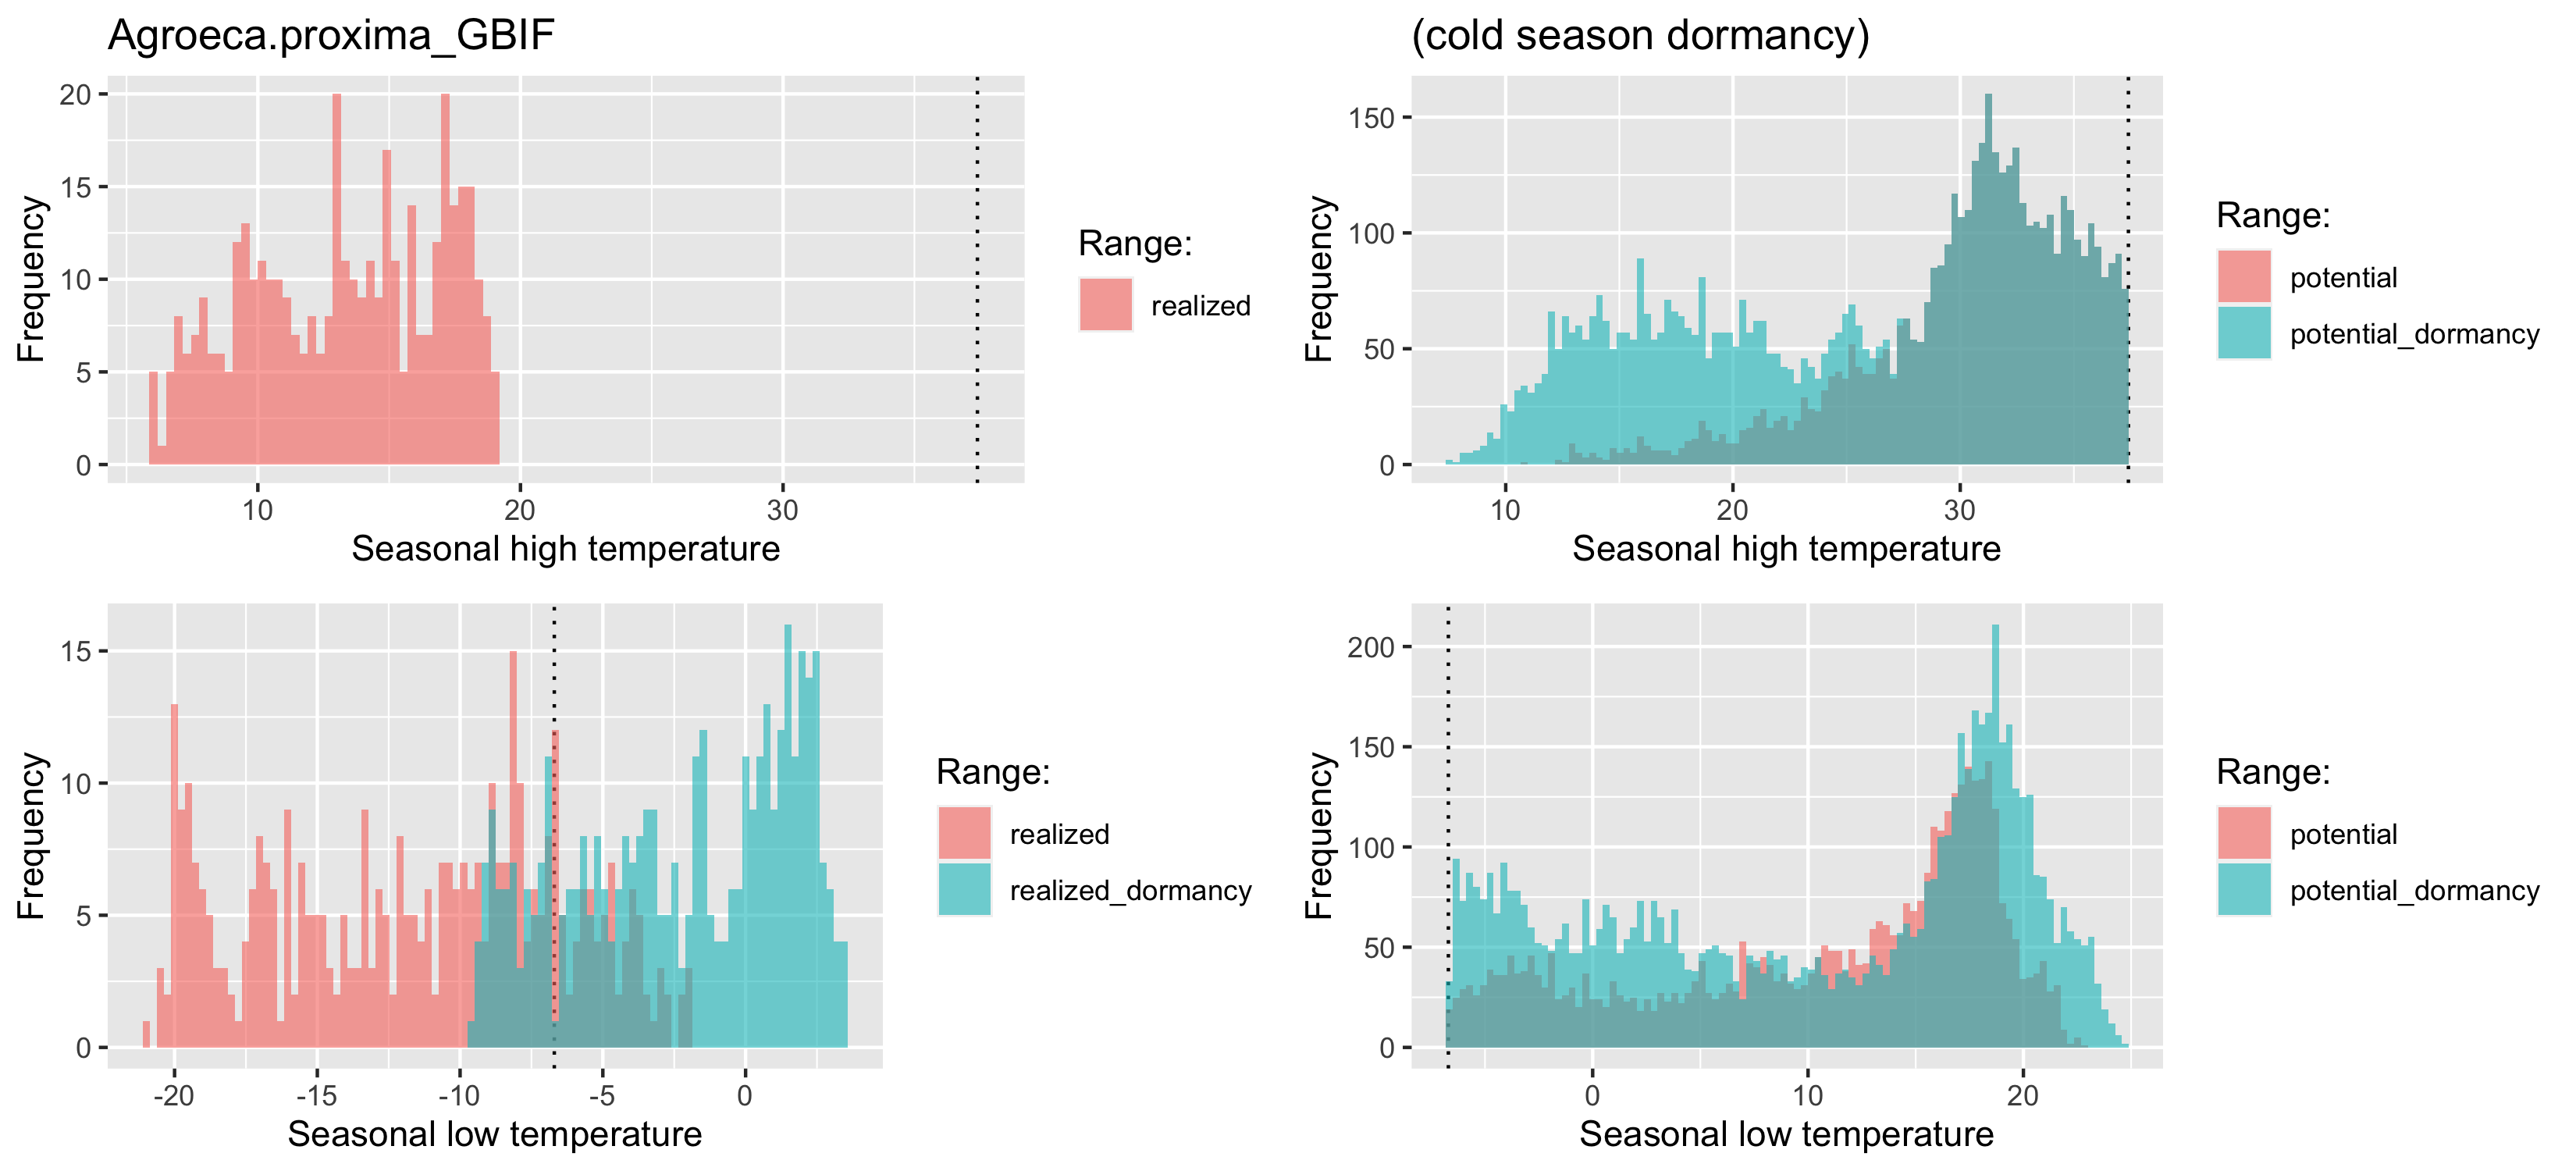 Agroeca.proxima_GBIF
Frequency
20
15
10
5
0
10 20 30
Seasonal high temperature
Range:
realized
(cold season dormancy)
Frequency
150
100
50
0
10 20 30
Seasonal high temperature
Range:
potential
potential_dormancy
Frequency
15
10
5
0
-20 -15 -10 -5 0
Seasonal low temperature
Range:
realized
realized_dormancy
Frequency
200
150
100
50
0
0 10 20
Seasonal low temperature
Range:
potential
potential_dormancy